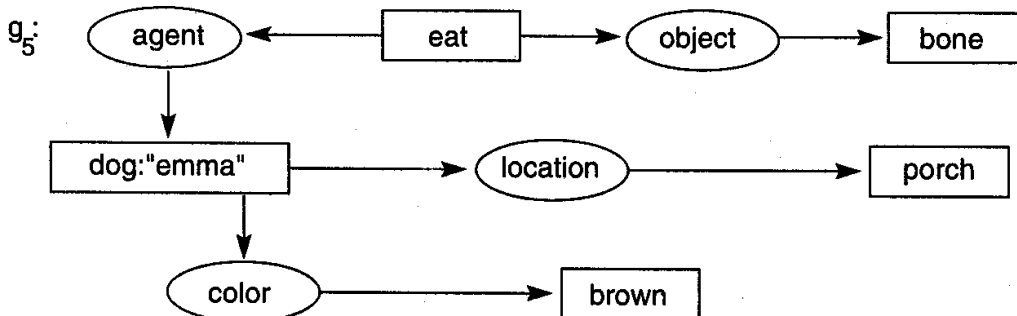 g5: agent eat object bone
dog:"emma" location porch
color brown